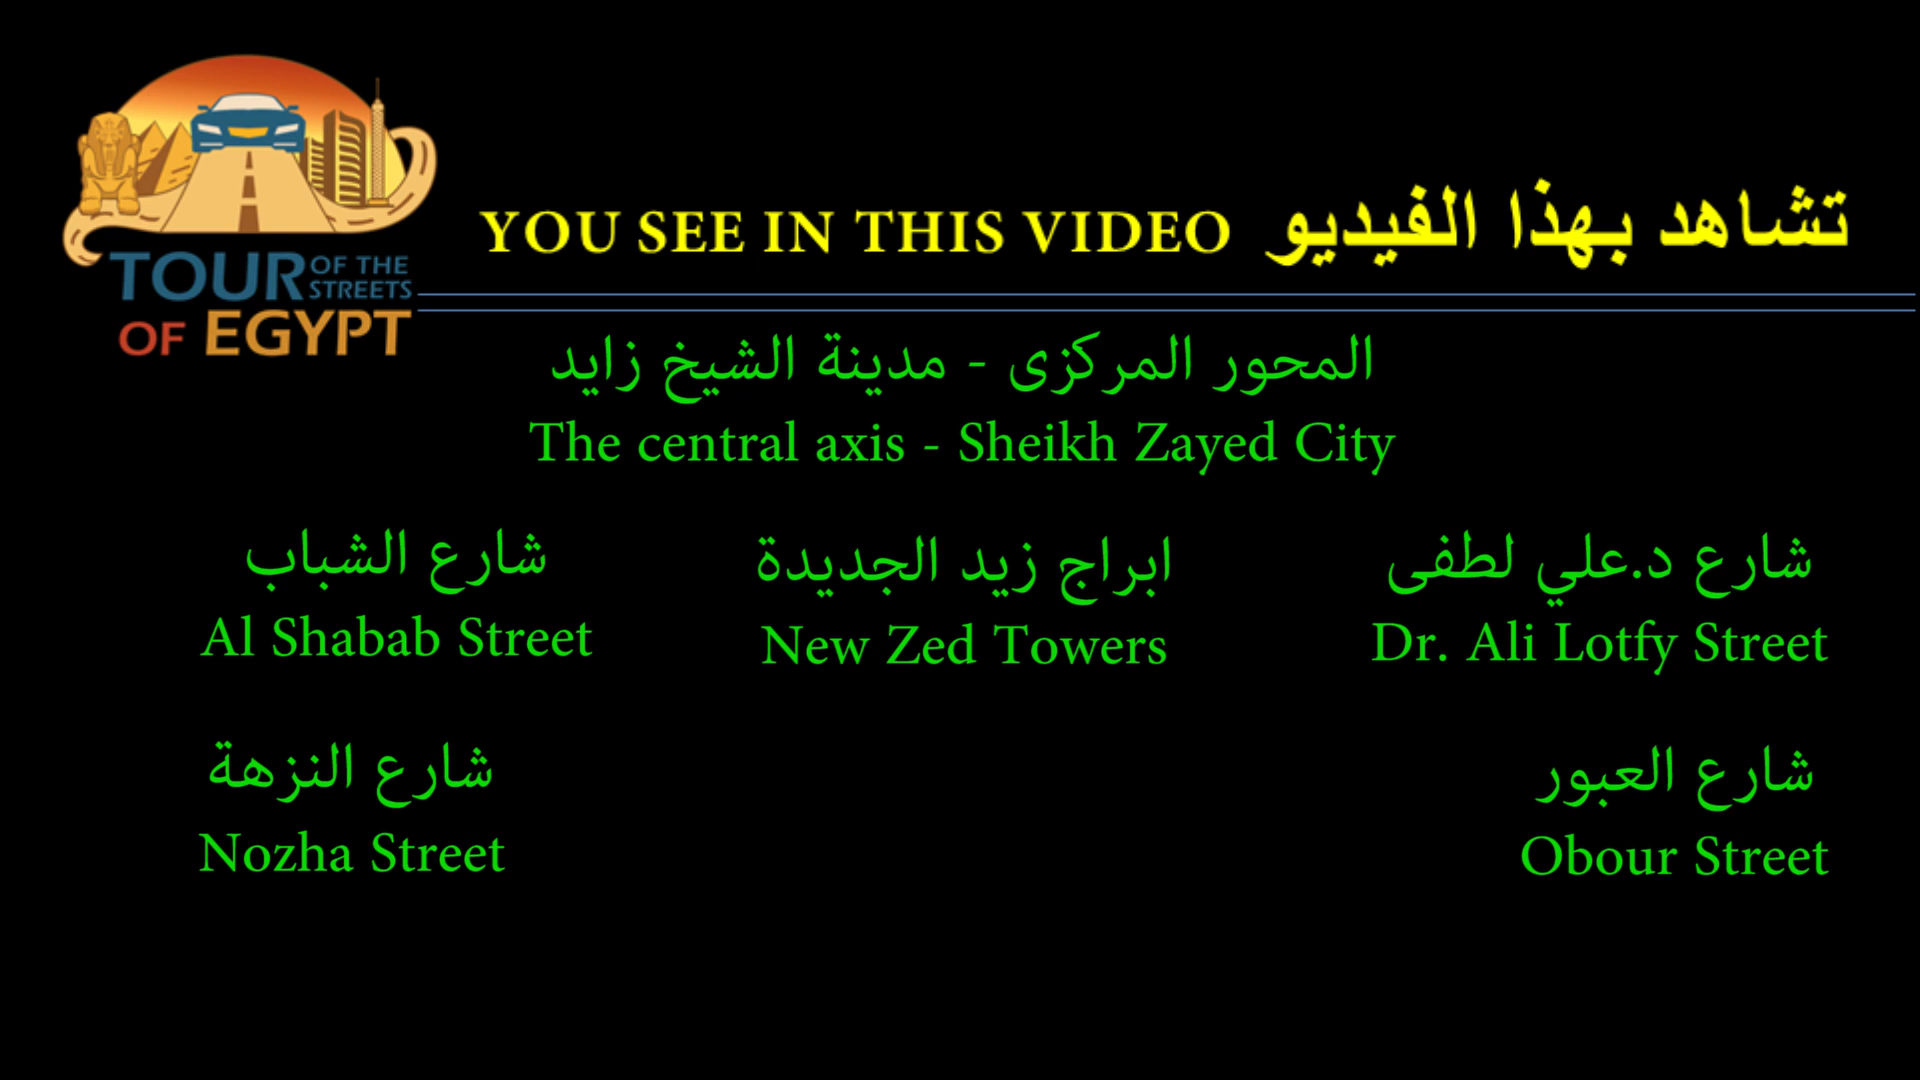 TOUR OF THE STREETS
OF EGYPT
YOU SEE IN THIS VIDEO تشاهد بهذا الفيديو
المحور المركزى - مدينة الشيخ زايد
The central axis - Sheikh Zayed City
شارع الشباب
Al Shabab Street
ابراج زيد الجديدة
New Zed Towers
شارع د.علي لطفى
Dr. Ali Lotfy Street
شارع النزهة
Nozha Street
شارع العبور
Obour Street